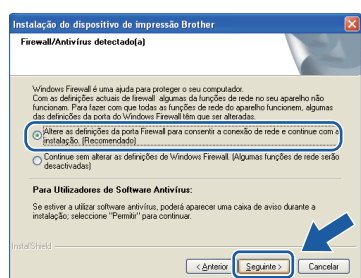 Instalação do dispositivo de impressão Brother
Firewall/Antivírus detectado(a)
Windows Firewall é uma ajuda para proteger o seu computador.
Com as definições actuais de firewall algumas da funções de rede no seu aparelho não
funcionam. Para fazer com que todas as funções de rede do aparelho funcionem, algumas
das definições da porta do Windows Firewall têm que ser alteradas.
Altere as definições da porta Firewall para consentir a conexão de rede e continue com a
instalação. (Recomendado)
Continue sem alterar as definições de Windows Firewall. (Algumas funções de rede serão
desactivadas)
Para Utilizadores de Software Antivírus:
Se estiver a utilizar software antivírus, poderá aparecer uma caixa de aviso durante a
instalação; seleccione "Permitir" para continuar.
InstallShield
< Anterior
Seguinte >
Cancelar